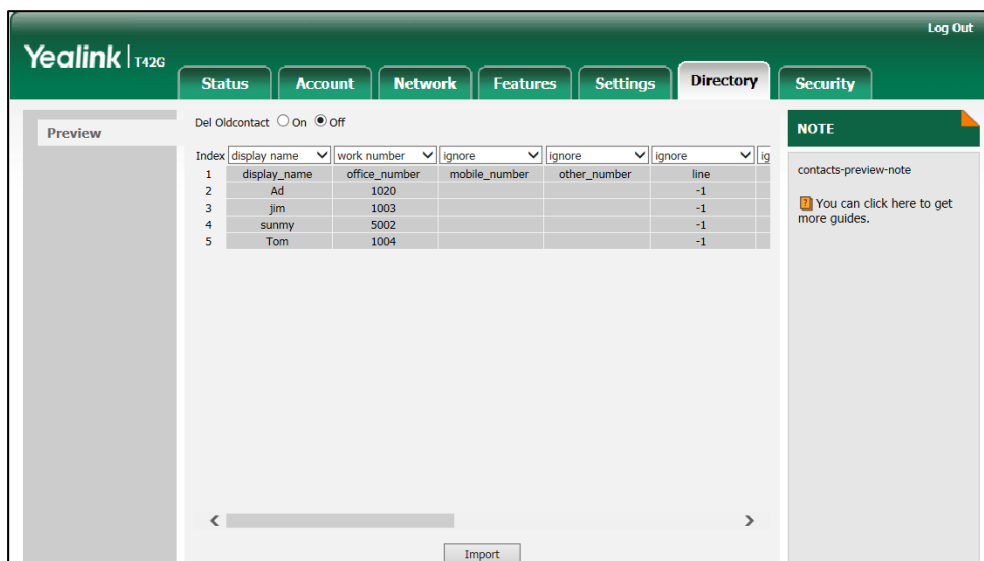 Log Out
Yealink T42G
Status Account Network Features Settings Directory Security
Preview
Del Oldcontact On Off
Index display name work number ignore ignore ignore ig
1 display_name office_number mobile_number other_number line
2 Ad 1020 -1
3 jim 1003 -1
4 sunmy 5002 -1
5 Tom 1004 -1
Import
NOTE
contacts-preview-note
You can click here to get
more guides.